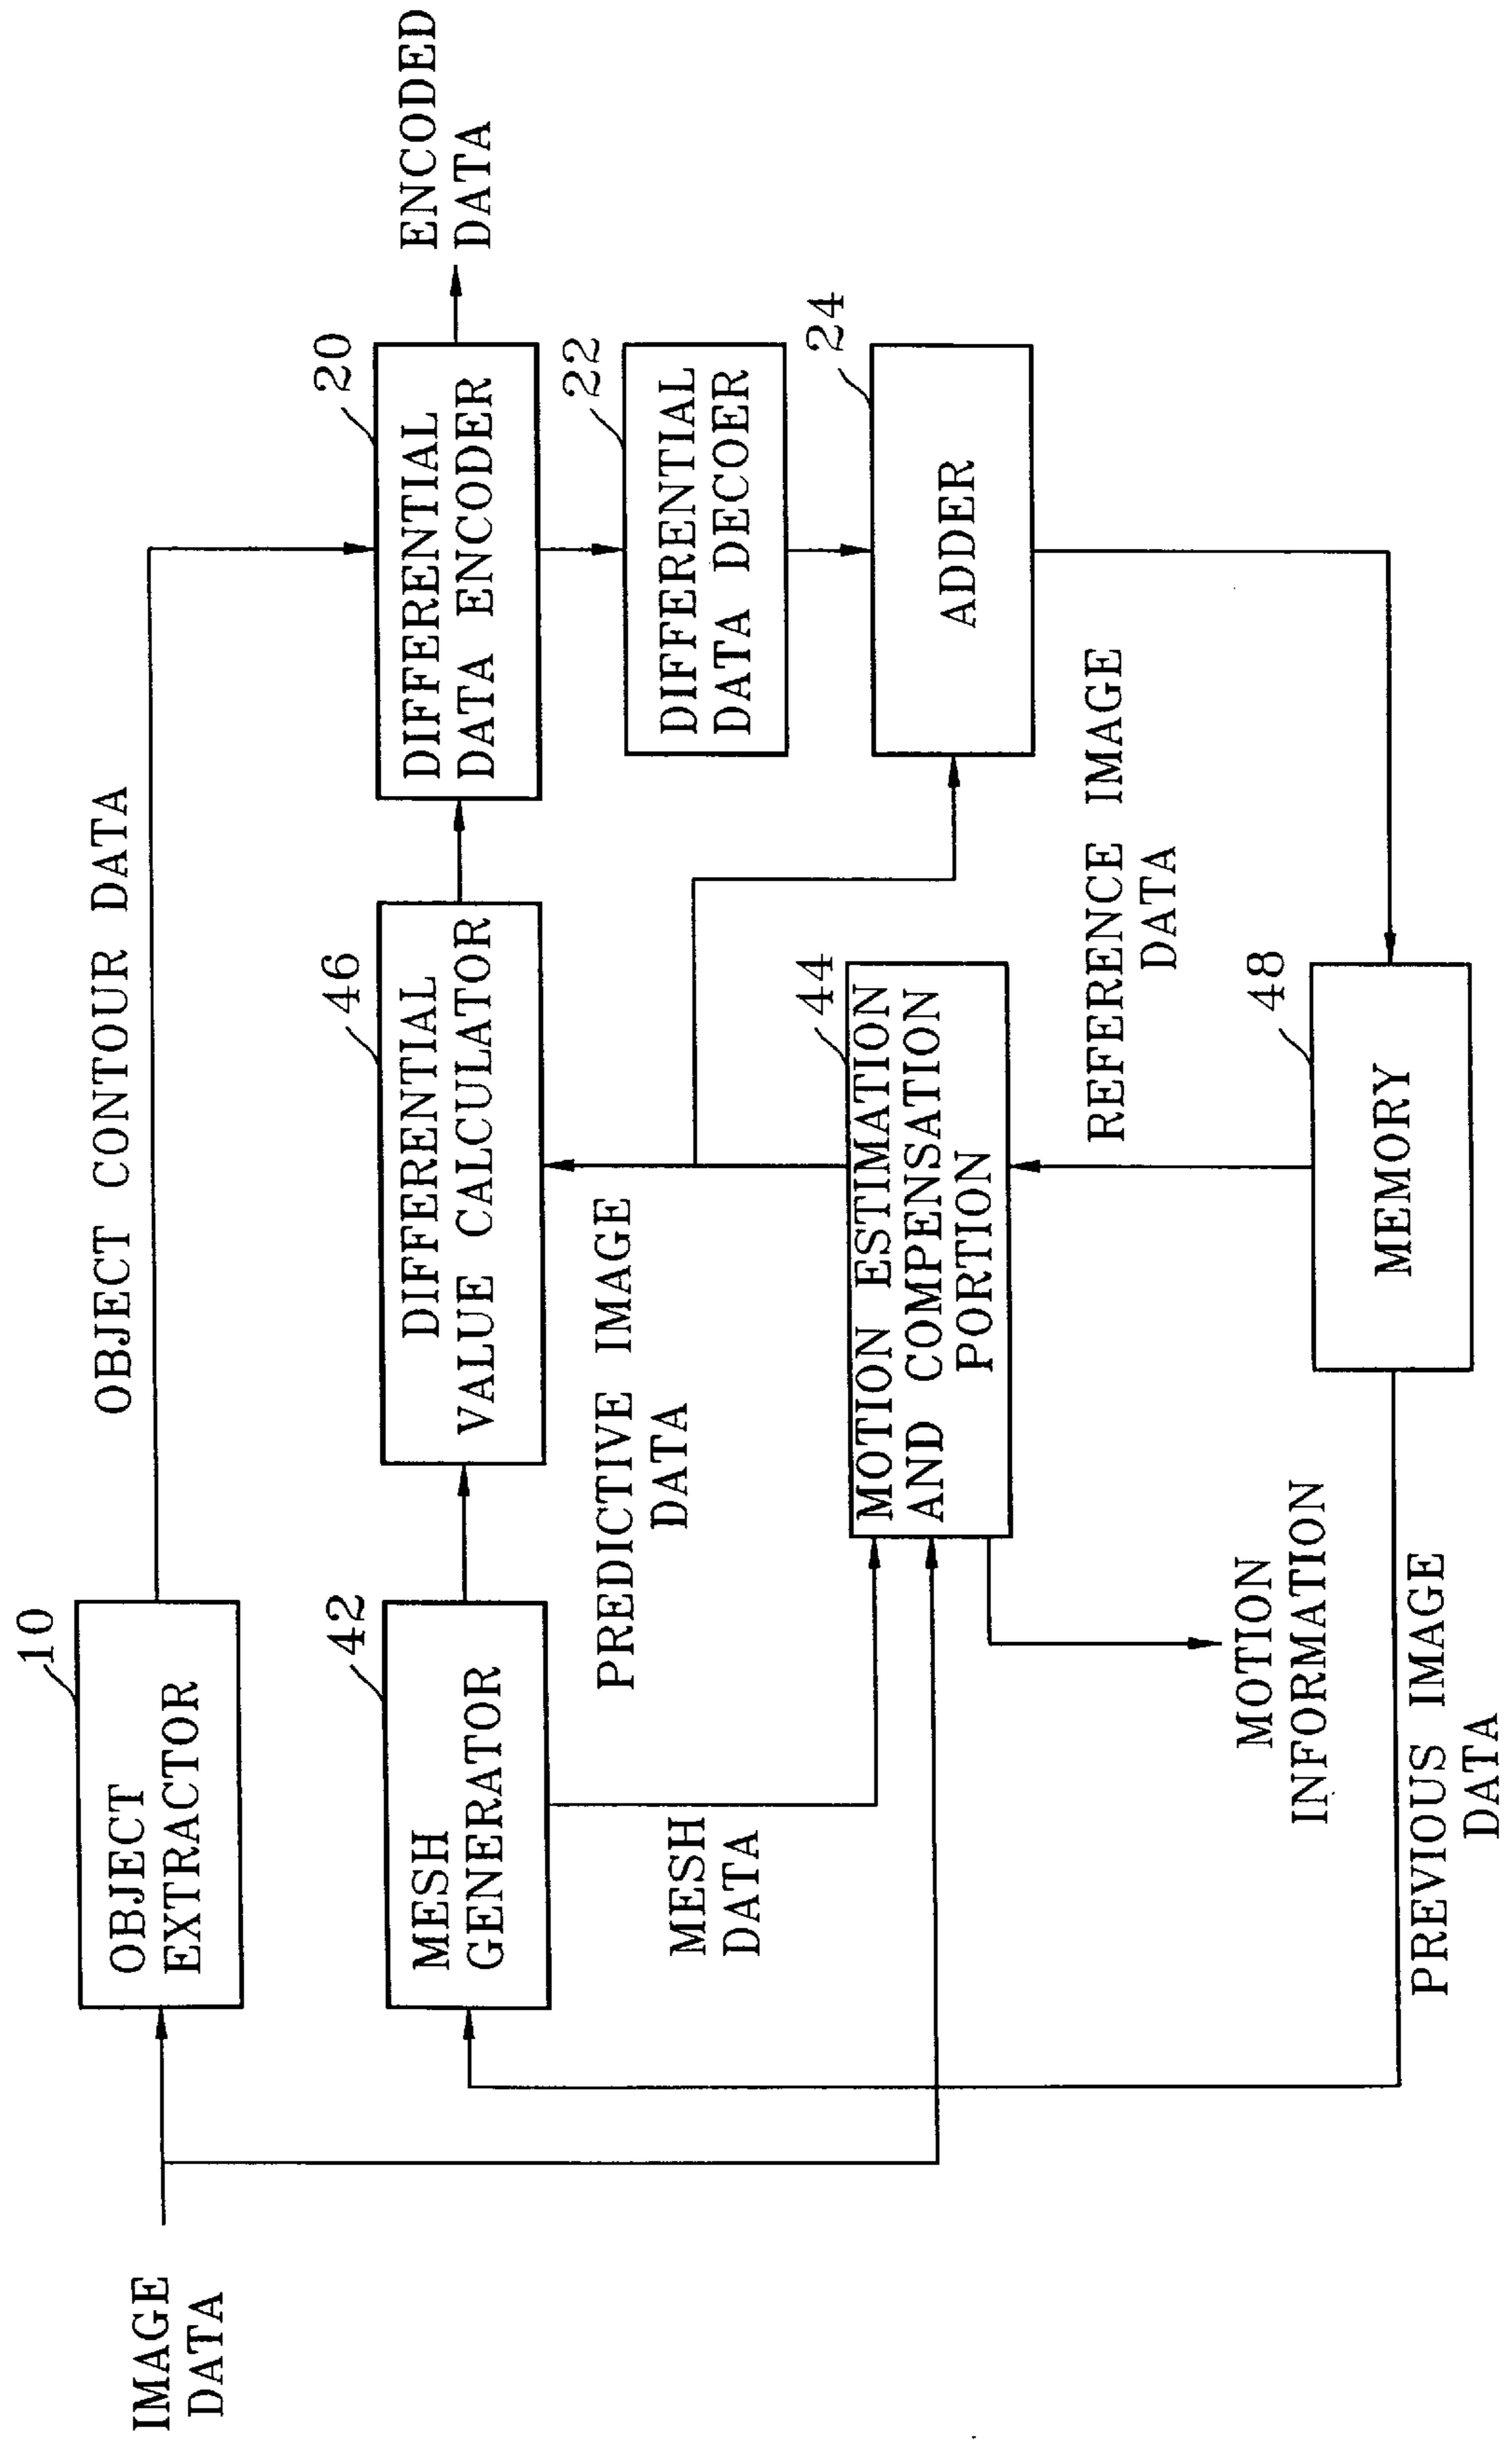 IMAGE
DATA
10
OBJECT
EXTRACTOR
OBJECT CONTOUR DATA
42
MESH
GENERATOR
MESH
DATA
46
DIFFERENTIAL
VALUE CALCULATOR
PREDICTIVE IMAGE
DATA
20
DIFFERENTIAL
DATA ENCODER
ENCODED
DATA
22
DIFFERENTIAL
DATA DECOER
24
ADDER
44
MOTION ESTIMATION
AND COMPENSATION
PORTION
MOTION
INFORMATION
REFERENCE IMAGE
DATA
48
MEMORY
PREVIOUS IMAGE
DATA